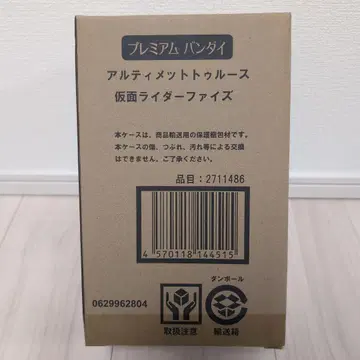 プレミアム バンダイ
アルティメットトゥルース
仮面ライダーファイズ
本ケースは、商品輸送用の保護梱包材です。
本ケースの傷、つぶれ、汚れ等による交換
はできません。ご了承ください。
品目：2711486
4 570118 144515
ダンボール
0629962804
取扱注意
輸送箱